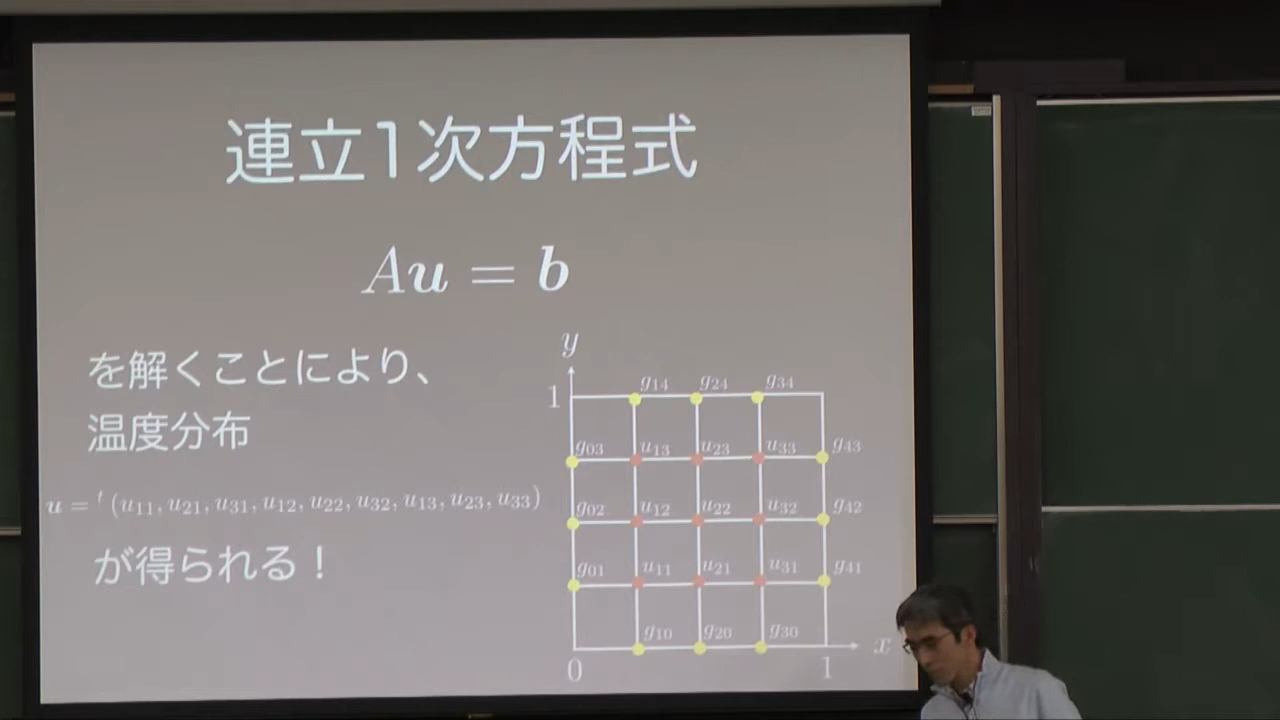 連立1次方程式
Au = b
を解くことにより、
温度分布
u = ᵗ (u₁₁, u₂₁, u₃₁, u₁₂, u₂₂, u₃₂, u₁₃, u₂₃, u₃₃)
が得られる！
y
1
g₁₄ g₂₄ g₃₄
g₀₃ u₁₃ u₂₃ u₃₃ g₄₃
g₀₂ u₁₂ u₂₂ u₃₂ g₄₂
g₀₁ u₁₁ u₂₁ u₃₁ g₄₁
g₁₀ g₂₀ g₃₀
x
0 1